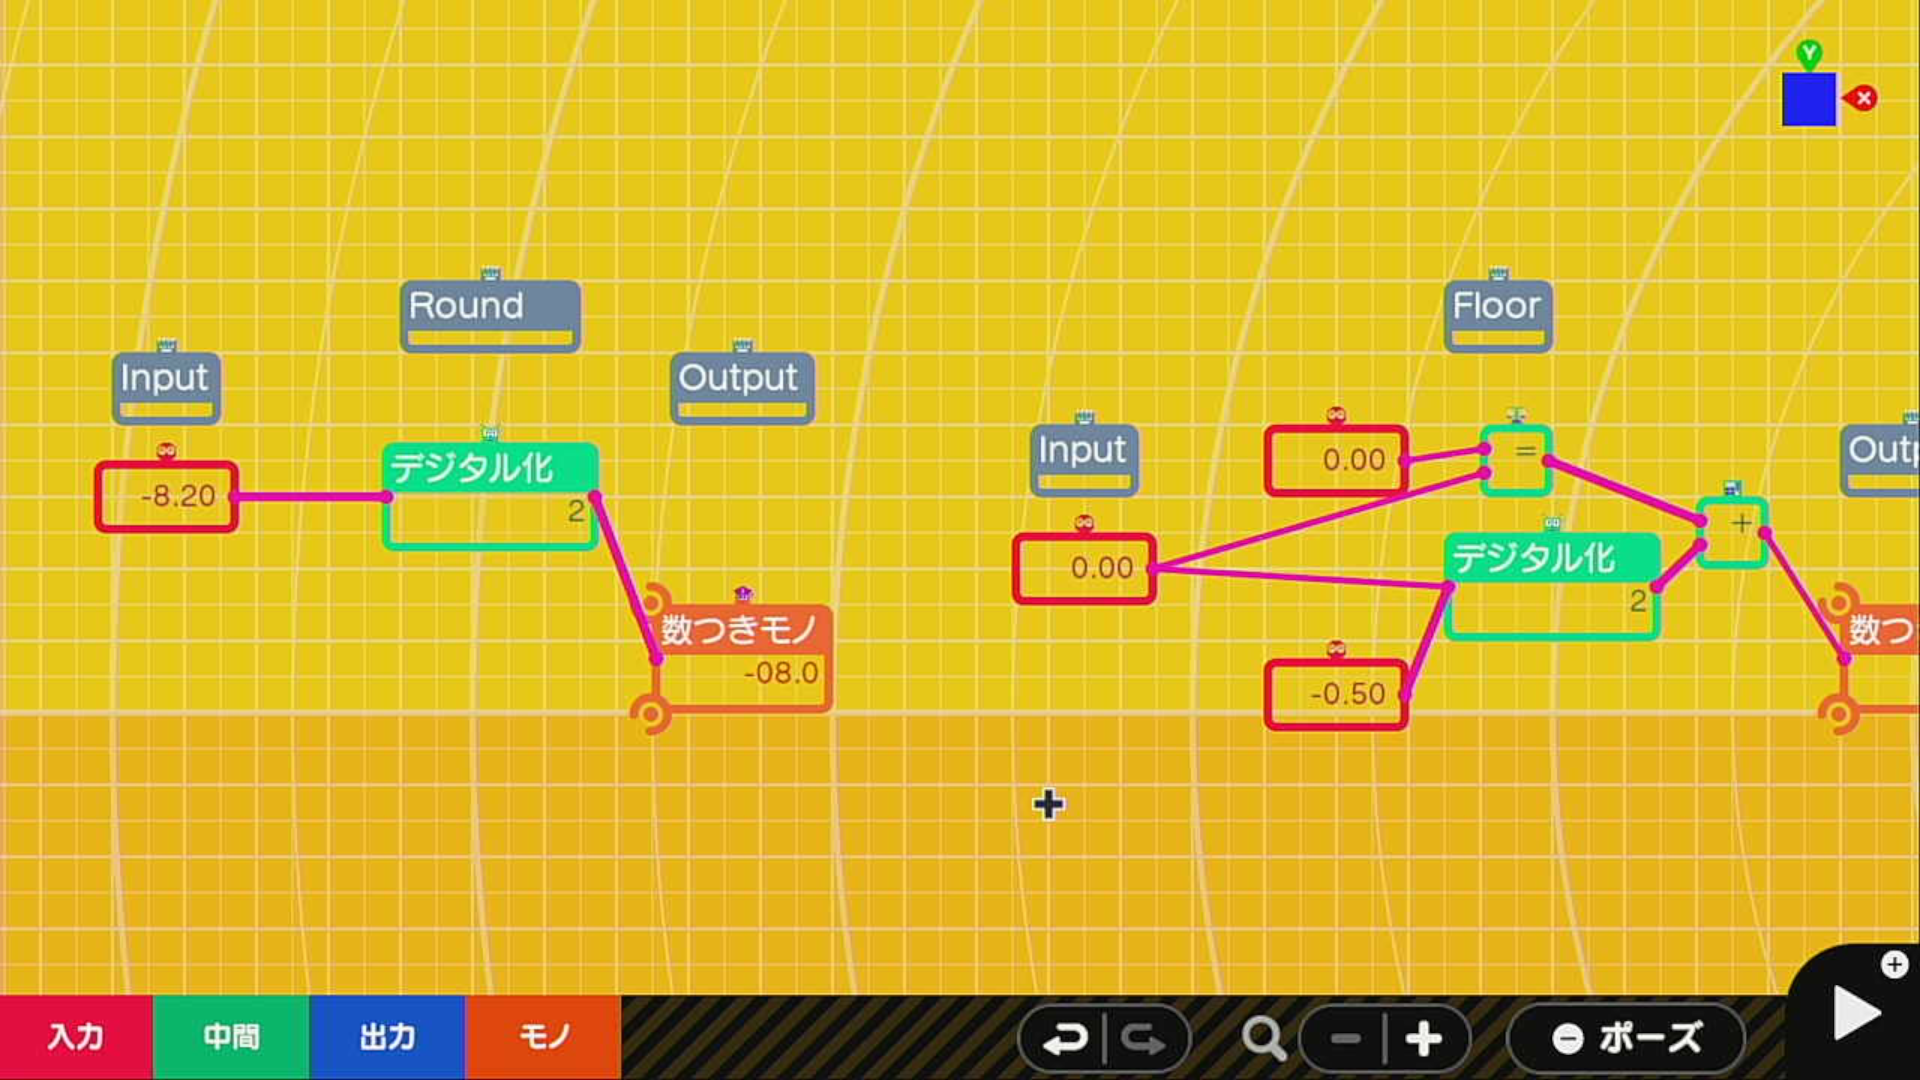 Y
X
Round
Floor
Input
Output
Input
Outp
デジタル化
2
-8.20
0.00
=
+
0.00
デジタル化
2
数つきモノ
-08.0
数つ
-0.50
入力
中間
出力
モノ
ポーズ